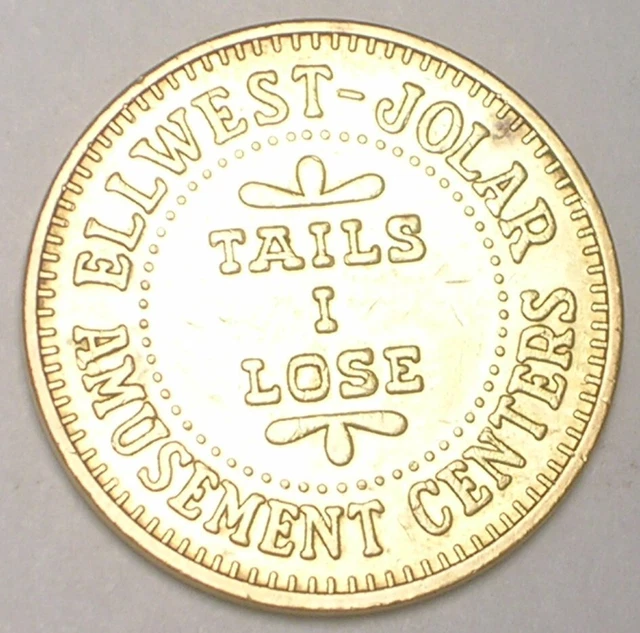 ELLWEST-JOLAR
TAILS
I
LOSE
AMUSEMENT CENTERS